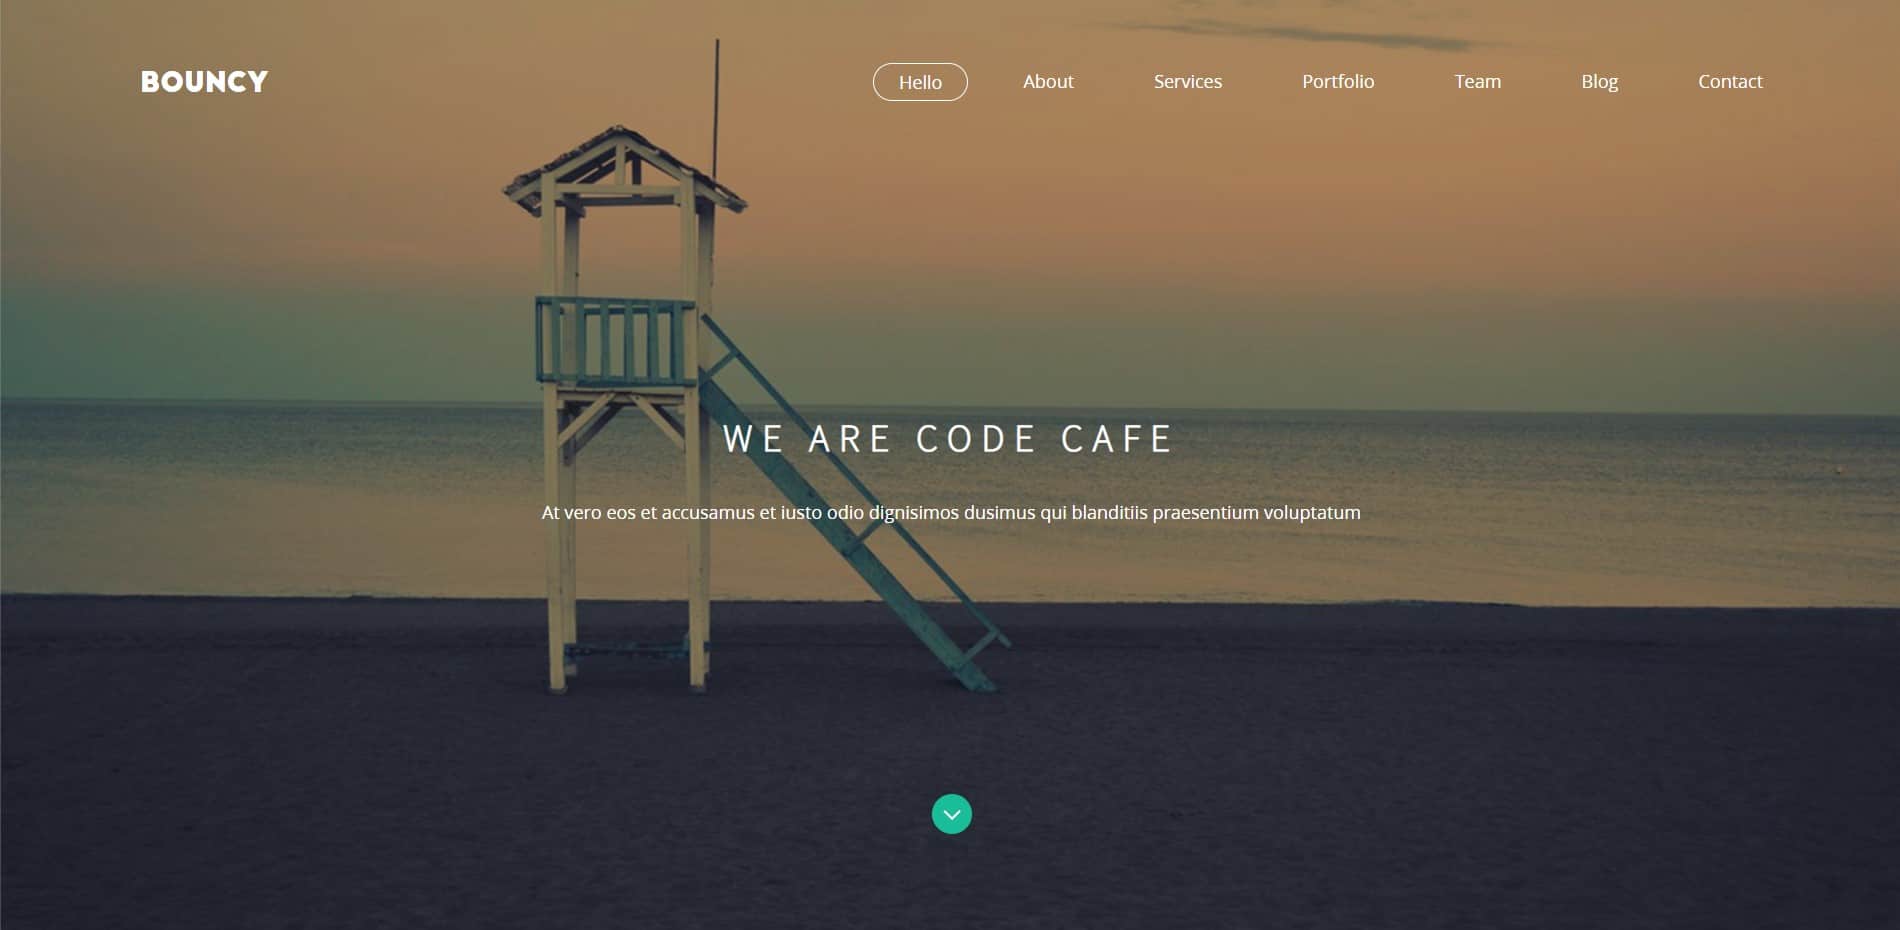 BOUNCY
Hello About Services Portfolio Team Blog Contact
WE ARE CODE CAFE
At vero eos et accusamus et iusto odio dignisimos dusimus qui blanditiis praesentium voluptatum